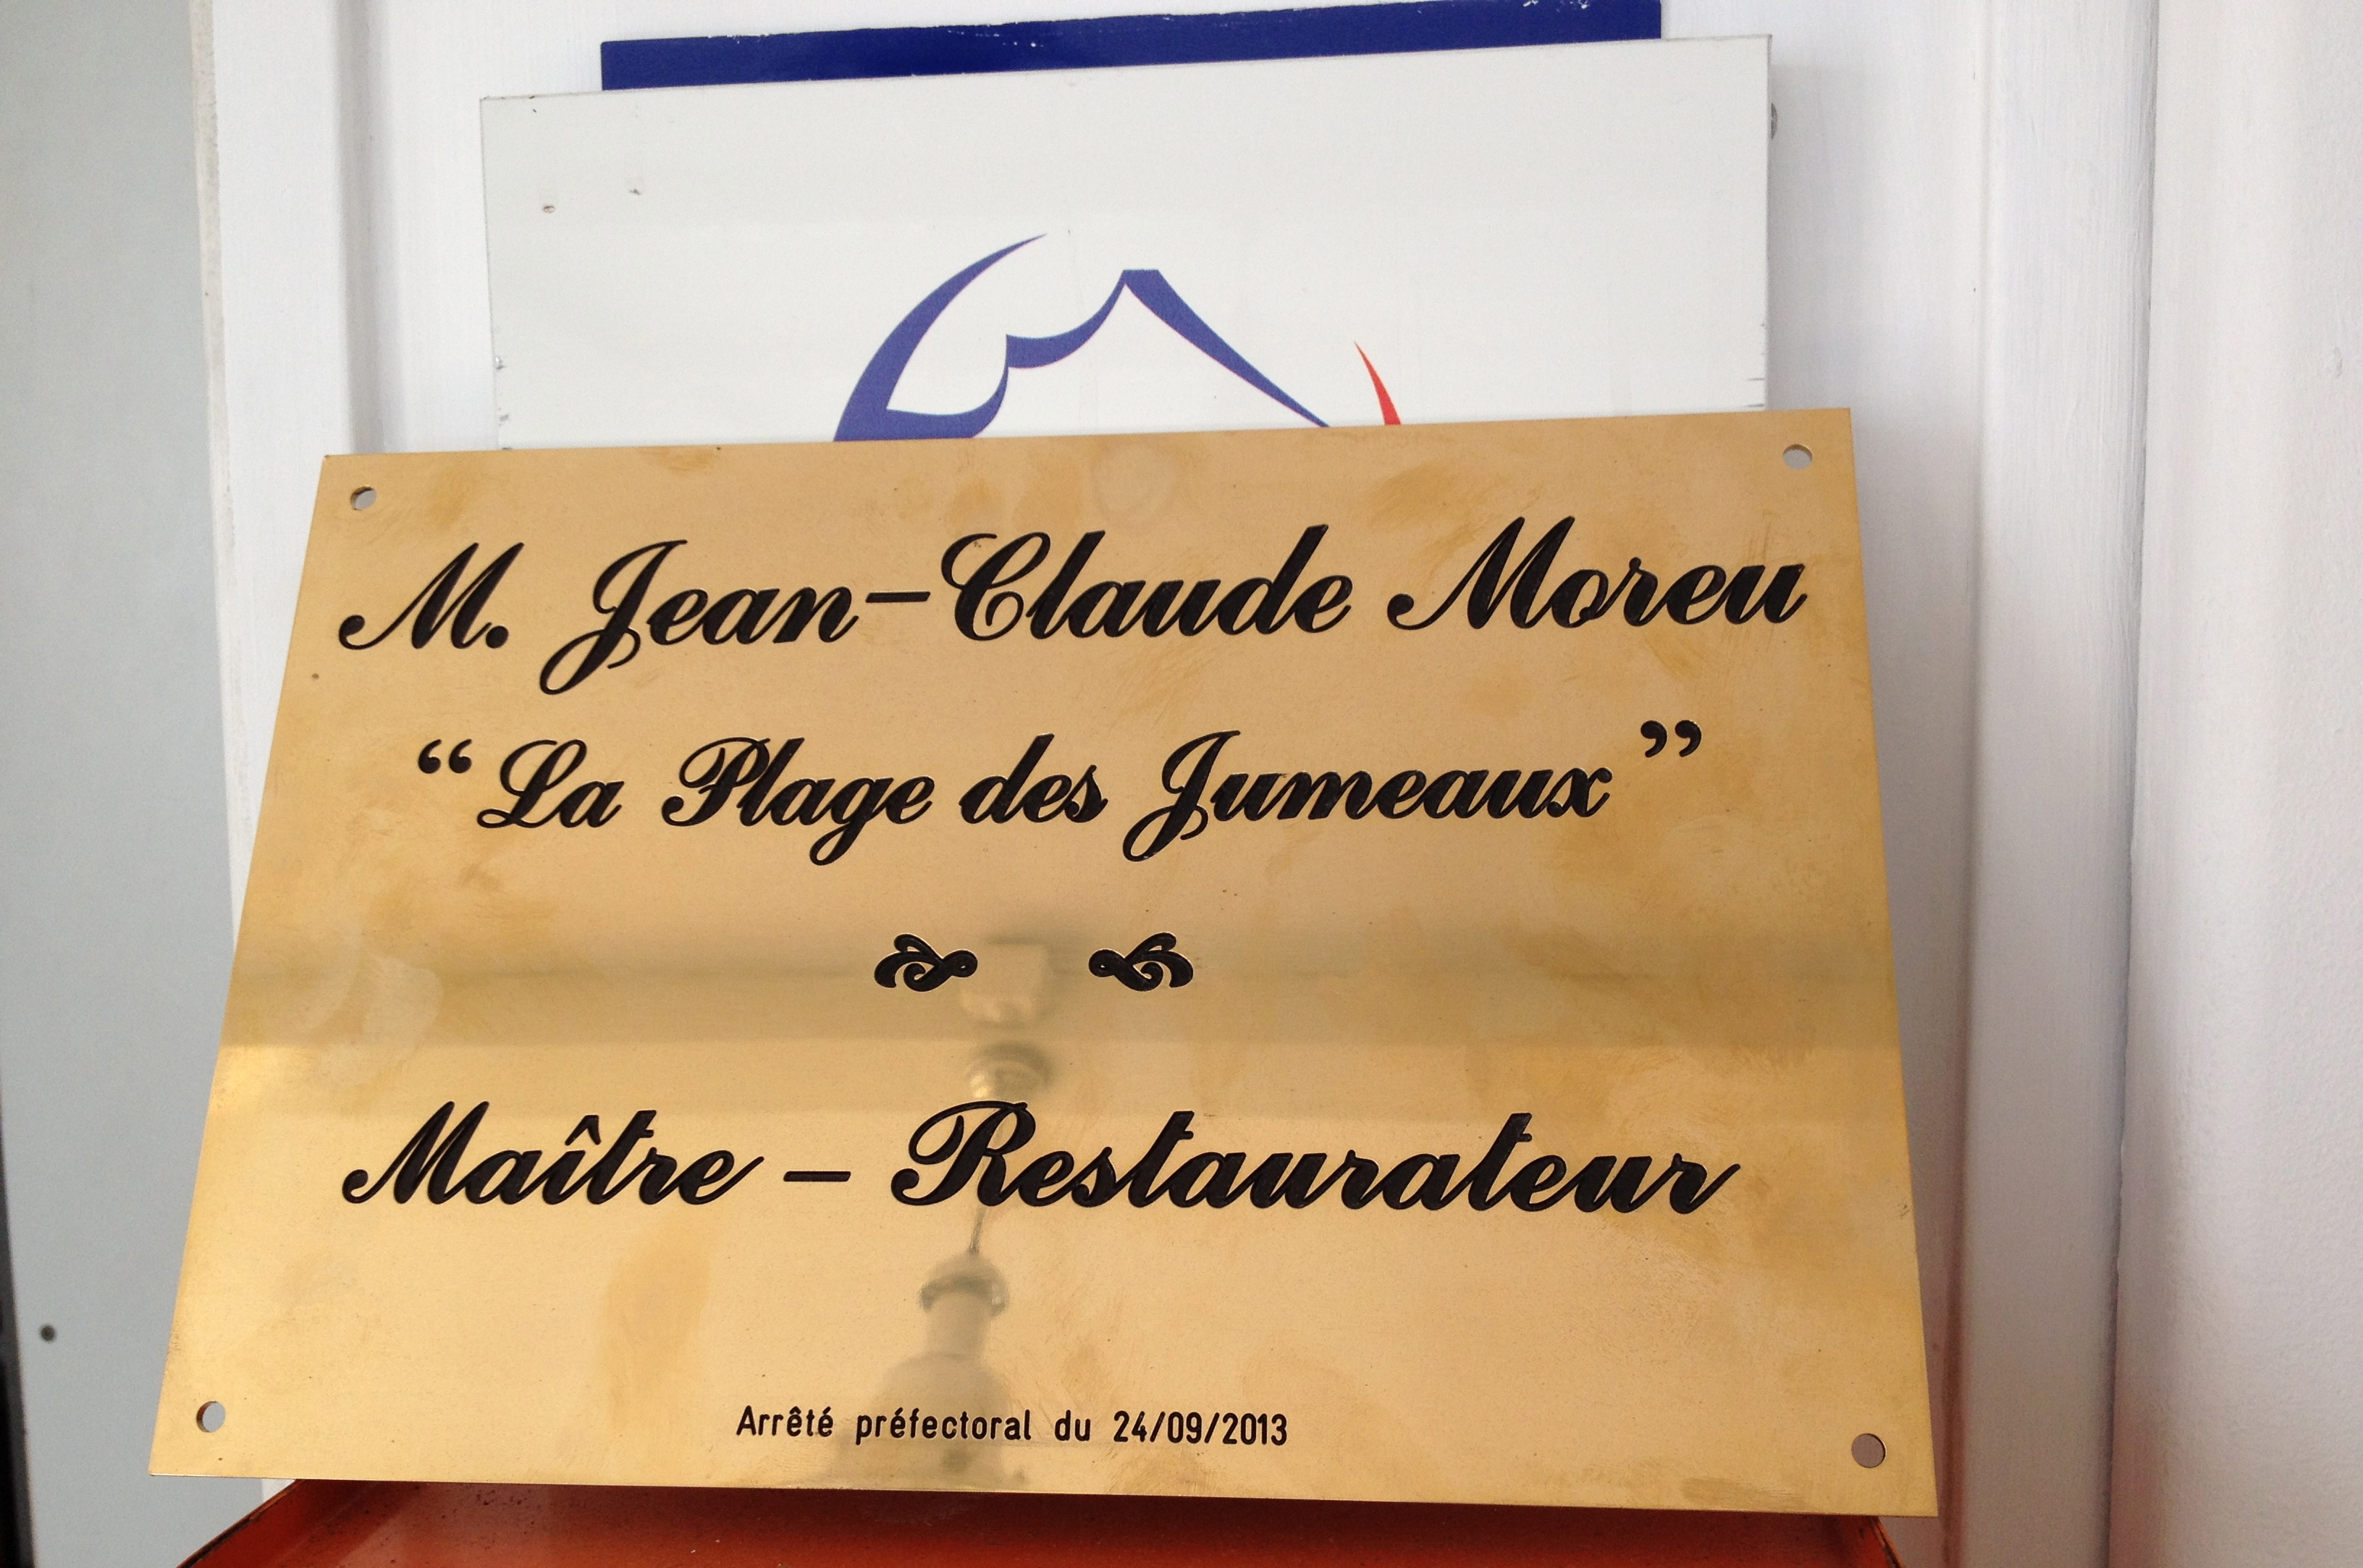 M. Jean-Claude Moreu
“La Plage des Jumeaux”
Maître - Restaurateur
Arrêté préfectoral du 24/09/2013